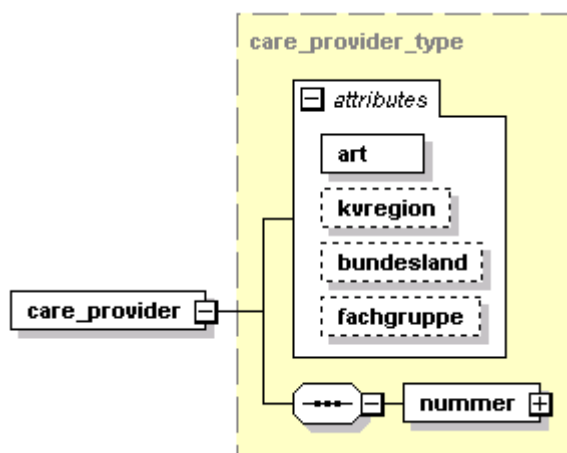 care_provider_type
attributes
art
kvregion
bundesland
fachgruppe
care_provider
nummer